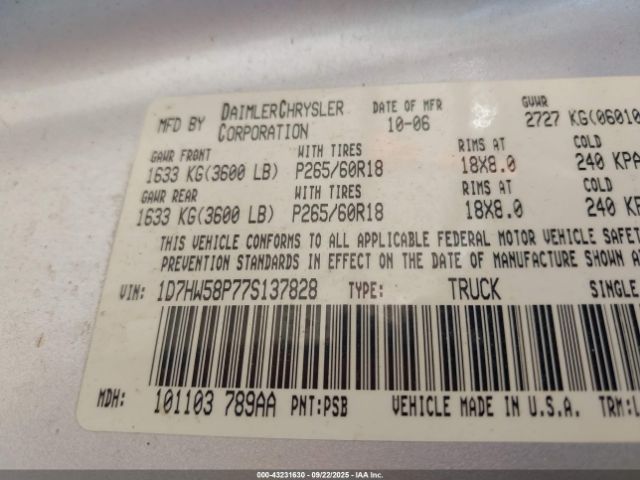 MFD BY DAIMLERCHRYSLER CORPORATION DATE OF MFR 10-06 GVWR 2727 KG(06010
GAWR FRONT WITH TIRES RIMS AT COLD
1633 KG(3600 LB) P265/60R18 18X8.0 240 KPA
GAWR REAR WITH TIRES RIMS AT COLD
1633 KG(3600 LB) P265/60R18 18X8.0 240 KP
THIS VEHICLE CONFORMS TO ALL APPLICABLE FEDERAL MOTOR VEHICLE SAFET
PREVENTION STANDARDS IN EFFECT ON THE DATE OF MANUFACTURE SHOWN AB
VIN: 1D7HW58P77S137828 TYPE: TRUCK SINGLE
MDH: 101103 789AA PNT:PSB VEHICLE MADE IN U.S.A. TRM:L
000-43231630 - 09/22/2025 - IAAI INC.